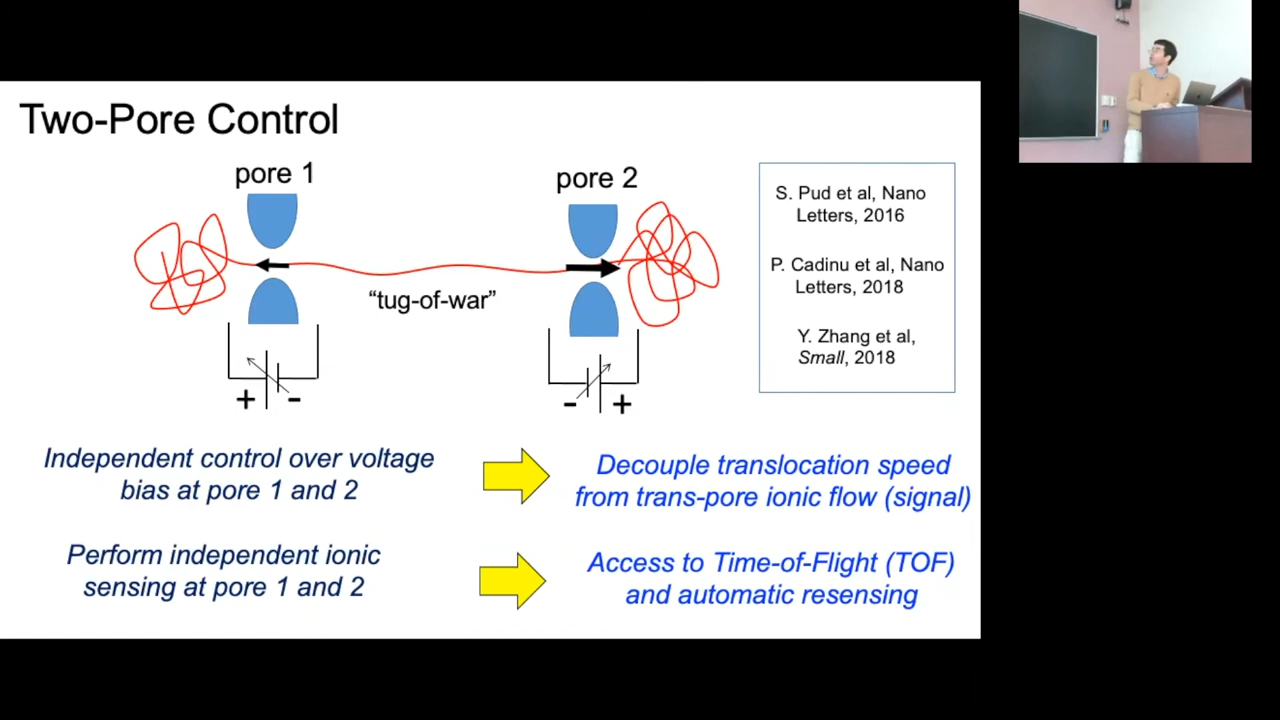 Two-Pore Control
pore 1
pore 2
“tug-of-war”
+ -
- +
S. Pud et al, Nano
Letters, 2016
P. Cadinu et al, Nano
Letters, 2018
Y. Zhang et al,
Small, 2018
Independent control over voltage
bias at pore 1 and 2
Decouple translocation speed
from trans-pore ionic flow (signal)
Perform independent ionic
sensing at pore 1 and 2
Access to Time-of-Flight (TOF)
and automatic resensing